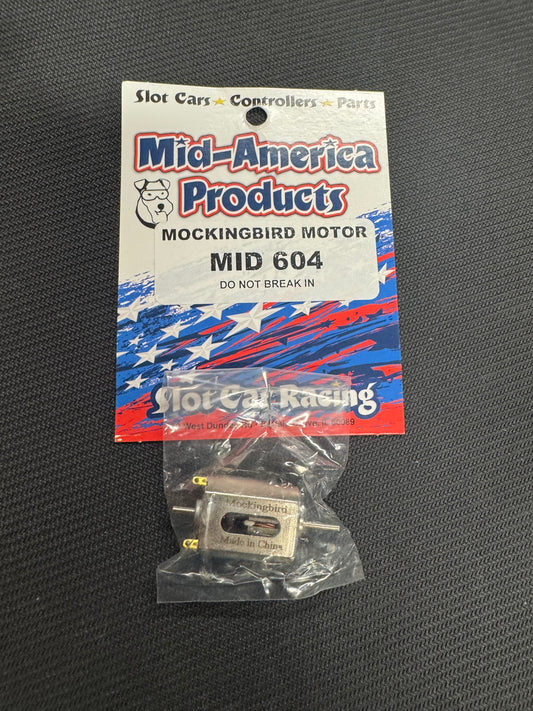 Slot Cars ★ Controllers ★ Parts
Mid-America
Products
MOCKINGBIRD MOTOR
MID 604
DO NOT BREAK IN
Slot Car Racing
West
Mockingbird
Made in China